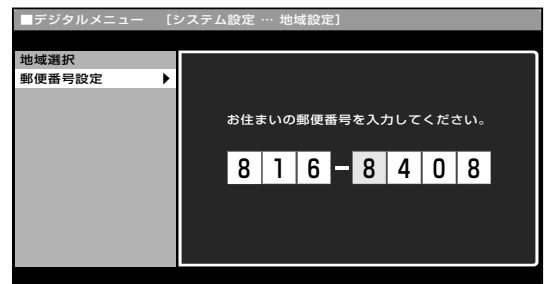 ■デジタルメニュー [システム設定 … 地域設定]
地域選択
郵便番号設定 ▶
お住まいの郵便番号を入力してください。
816-8408